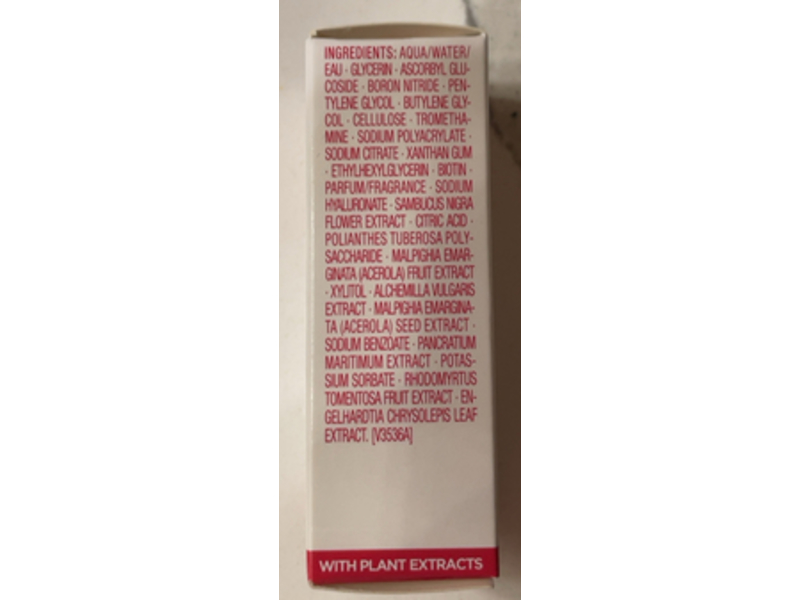 INGREDIENTS: AQUA/WATER/
EAU · GLYCERIN · ASCORBYL GLU-
COSIDE · BORON NITRIDE · PEN-
TYLENE GLYCOL · BUTYLENE GLY-
COL · CELLULOSE · TROMETHA-
MINE · SODIUM POLYACRYLATE ·
SODIUM CITRATE · XANTHAN GUM
· ETHYLHEXYLGLYCERIN · BIOTIN ·
PARFUM/FRAGRANCE · SODIUM
HYALURONATE · SAMBUCUS NIGRA
FLOWER EXTRACT · CITRIC ACID ·
POLIANTHES TUBEROSA POLY-
SACCHARIDE · MALPIGHIA EMAR-
GINATA (ACEROLA) FRUIT EXTRACT
· XYLITOL · ALCHEMILLA VULGARIS
EXTRACT · MALPIGHIA EMARGINA-
TA (ACEROLA) SEED EXTRACT ·
SODIUM BENZOATE · PANCRATIUM
MARITIMUM EXTRACT · POTAS-
SIUM SORBATE · RHODOMYRTUS
TOMENTOSA FRUIT EXTRACT · EN-
GELHARDTIA CHRYSOLEPIS LEAF
EXTRACT. [V3536A]
WITH PLANT EXTRACTS